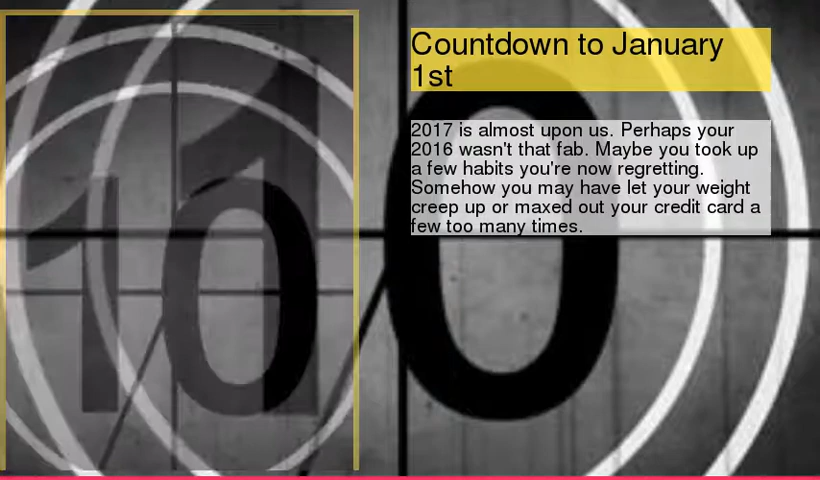 Countdown to January
1st
2017 is almost upon us. Perhaps your
2016 wasn't that fab. Maybe you took up
a few habits you're now regretting.
Somehow you may have let your weight
creep up or maxed out your credit card a
few too many times.
10
10